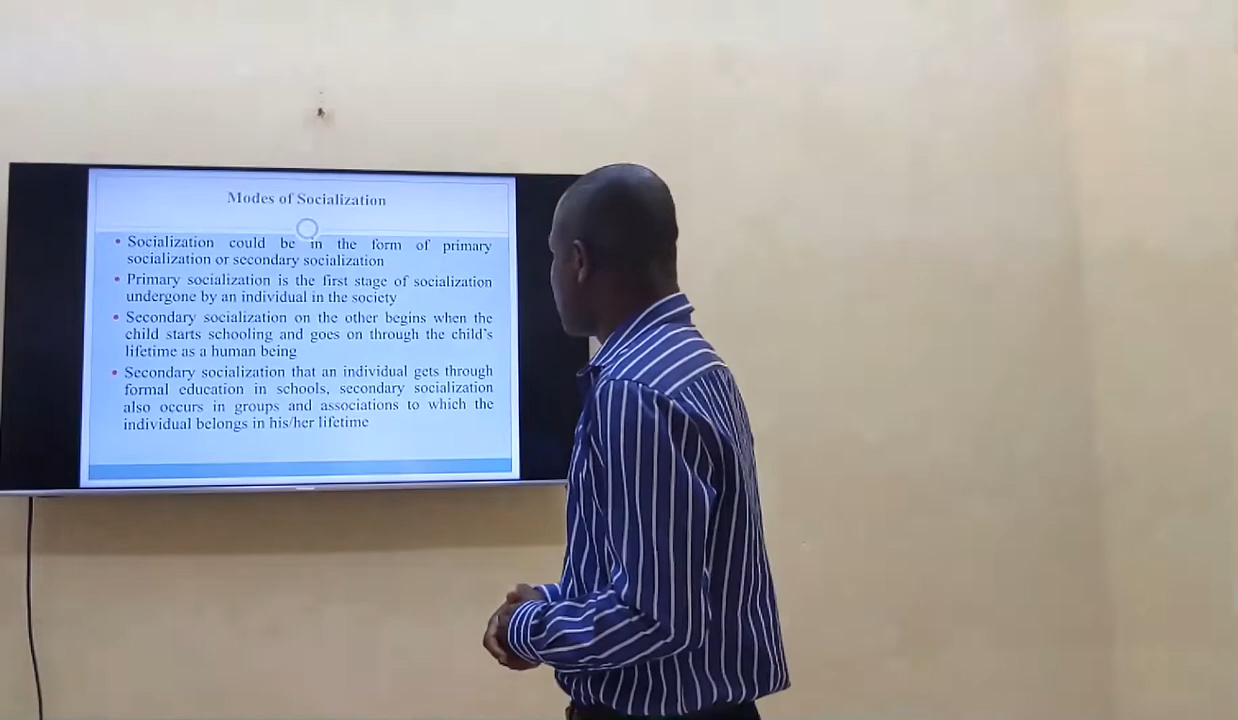 Modes of Socialization
• Socialization could be in the form of primary
socialization or secondary socialization
• Primary socialization is the first stage of socialization
undergone by an individual in the society
• Secondary socialization on the other begins when the
child starts schooling and goes on through the child's
lifetime as a human being
• Secondary socialization that an individual gets through
formal education in schools, secondary socialization
also occurs in groups and associations to which the
individual belongs in his/her lifetime